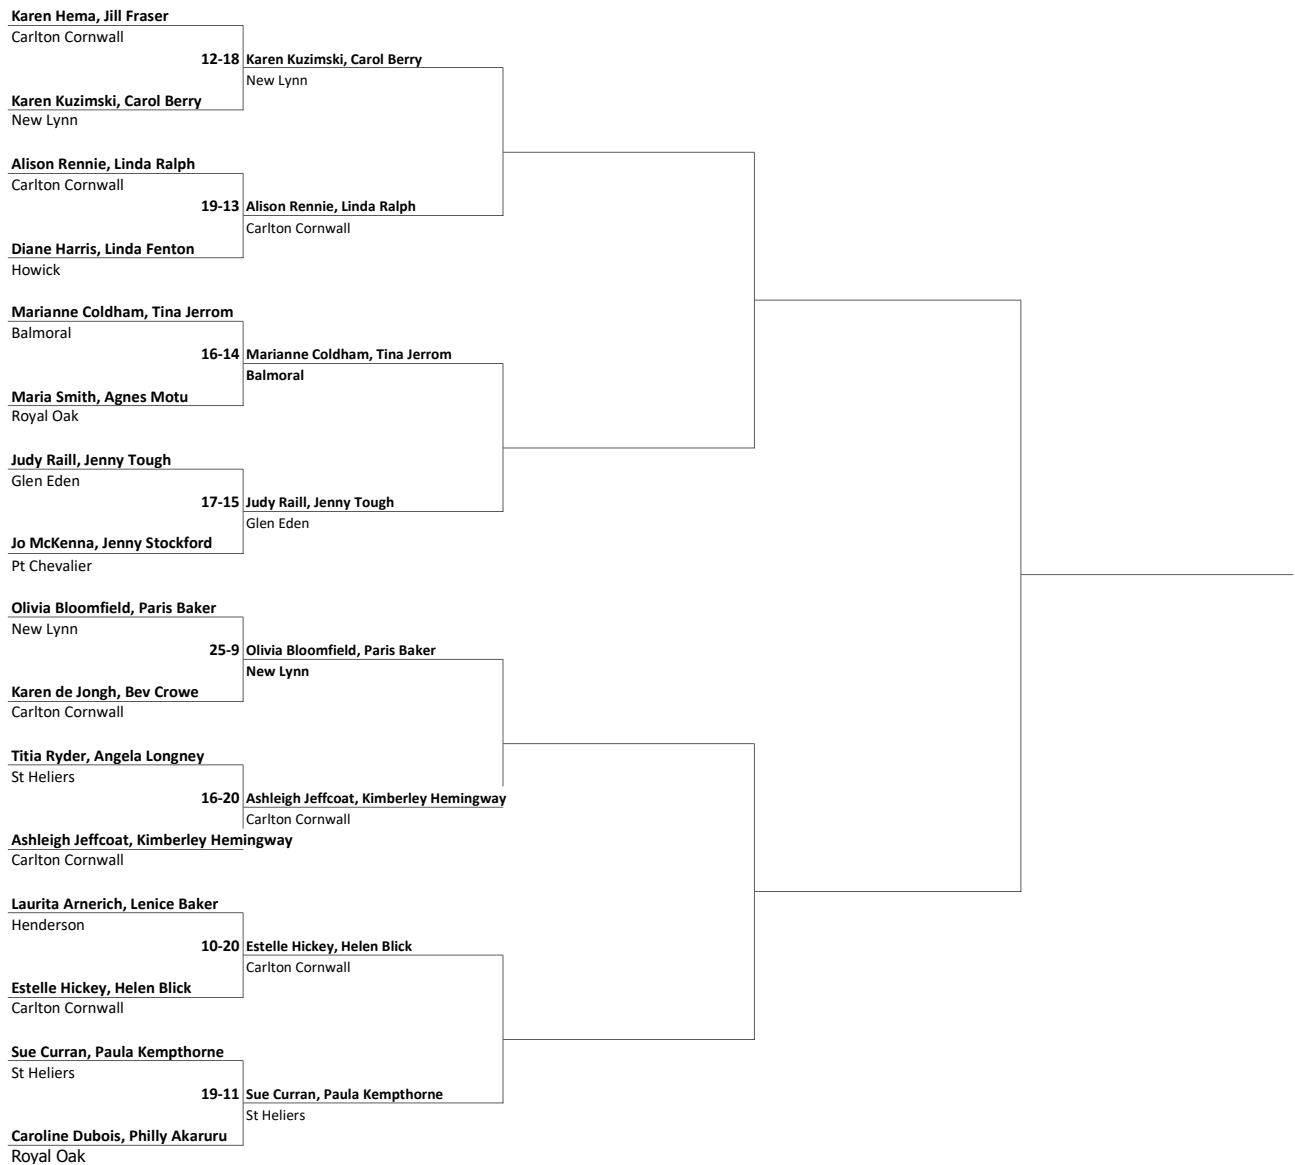 Karen Hema, Jill Fraser
Carlton Cornwall
12-18 Karen Kuzimski, Carol Berry
New Lynn
Karen Kuzimski, Carol Berry
New Lynn
Alison Rennie, Linda Ralph
Carlton Cornwall
19-13 Alison Rennie, Linda Ralph
Carlton Cornwall
Diane Harris, Linda Fenton
Howick
Marianne Coldham, Tina Jerrom
Balmoral
16-14 Marianne Coldham, Tina Jerrom
Balmoral
Maria Smith, Agnes Motu
Royal Oak
Judy Raill, Jenny Tough
Glen Eden
17-15 Judy Raill, Jenny Tough
Glen Eden
Jo McKenna, Jenny Stockford
Pt Chevalier
Olivia Bloomfield, Paris Baker
New Lynn
25-9 Olivia Bloomfield, Paris Baker
New Lynn
Karen de Jongh, Bev Crowe
Carlton Cornwall
Titia Ryder, Angela Longney
St Heliers
16-20 Ashleigh Jeffcoat, Kimberley Hemingway
Carlton Cornwall
Ashleigh Jeffcoat, Kimberley Hemingway
Carlton Cornwall
Laurita Arnerich, Lenice Baker
Henderson
10-20 Estelle Hickey, Helen Blick
Carlton Cornwall
Estelle Hickey, Helen Blick
Carlton Cornwall
Sue Curran, Paula Kempthorne
St Heliers
19-11 Sue Curran, Paula Kempthorne
St Heliers
Caroline Dubois, Philly Akaruru
Royal Oak